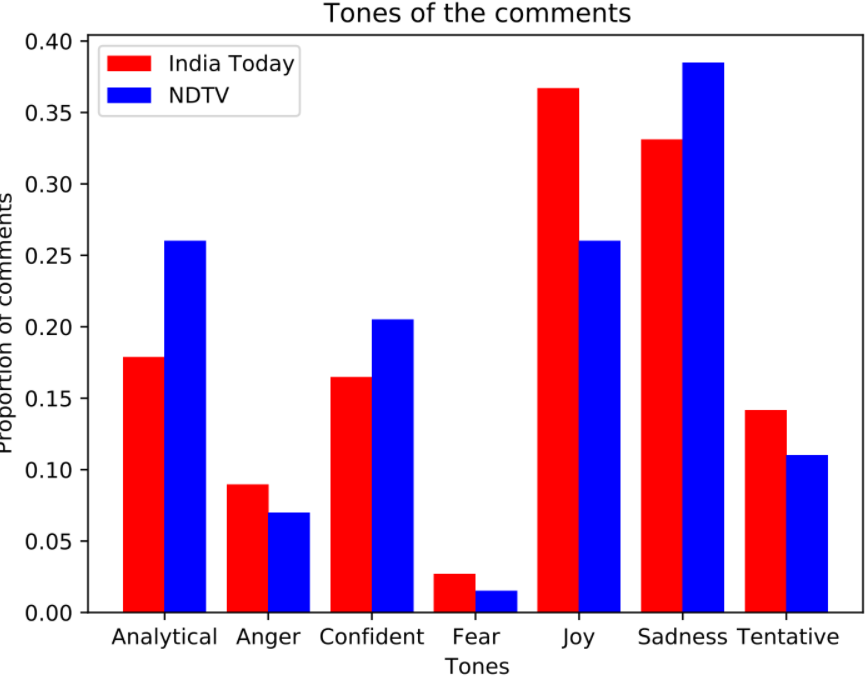 Tones of the comments
India Today
NDTV
Proportion of comments
0.40
0.35
0.30
0.25
0.20
0.15
0.10
0.05
0.00
Analytical Anger Confident Fear Joy Sadness Tentative
Tones